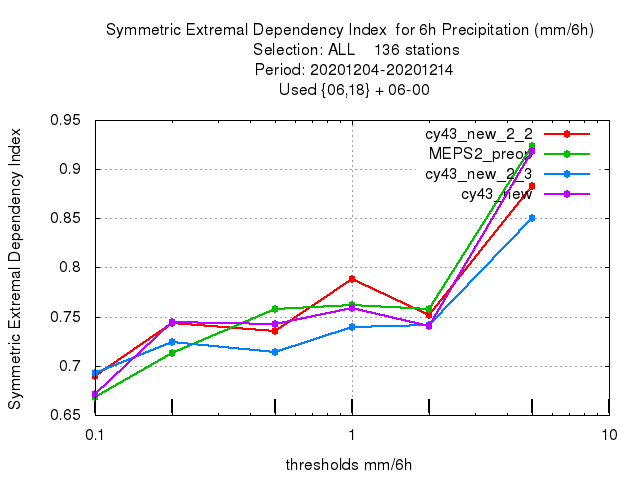 Symmetric Extremal Dependency Index for 6h Precipitation (mm/6h)
Selection: ALL 136 stations
Period: 20201204-20201214
Used {06,18} + 06-00
Symmetric Extremal Dependency Index
0.95
0.9
0.85
0.8
0.75
0.7
0.65
cy43_new_2_2
MEPS2_preop
cy43_new_2_3
cy43_new
0.1
1
10
thresholds mm/6h